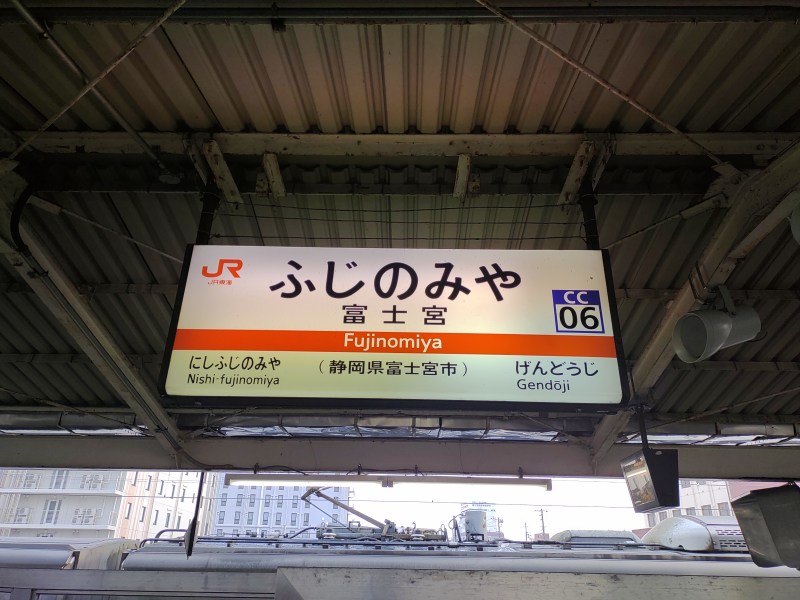 JR
JR東海
ふじのみや
富士宮
CC
06
Fujinomiya
にしふじのみや
Nishi-fujinomiya
（静岡県富士宮市）
げんどうじ
Gendōji